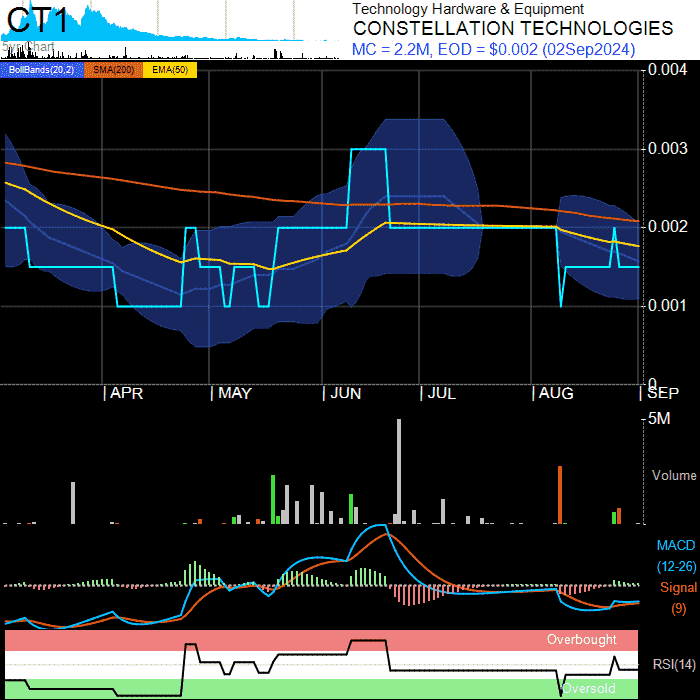 CT1
5yr Chart
Technology Hardware & Equipment
CONSTELLATION TECHNOLOGIES
MC = 2.2M, EOD = $0.002 (02Sep2024)
BollBands(20,2) SMA(200) EMA(50)
0.004
0.003
0.002
0.001
0
APR MAY JUN JUL AUG SEP
5M
Volume
MACD
(12-26)
Signal
(9)
Overbought
RSI(14)
Oversold